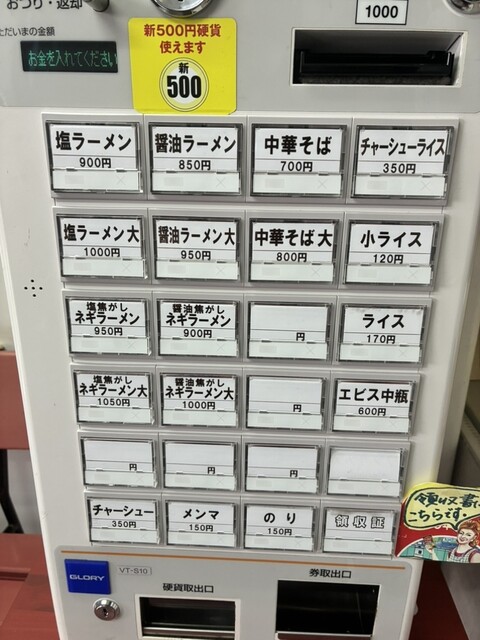 おつり・返却
ただいまの金額
お金を入れてください
新500円硬貨
使えます
新
500
1000
塩ラーメン
900円
醤油ラーメン
850円
中華そば
700円
チャーシューライス
350円
塩ラーメン大
1000円
醤油ラーメン大
950円
中華そば大
800円
小ライス
120円
塩焦がし
ネギラーメン
950円
醤油焦がし
ネギラーメン
900円
円
ライス
170円
塩焦がし
ネギラーメン大
1050円
醤油焦がし
ネギラーメン大
1000円
円
エビス中瓶
600円
円
円
円
チャーシュー
350円
メンマ
150円
のり
150円
領収証
領収書は
こちらです
GLORY
VT-S10
硬貨取出口
券取出口